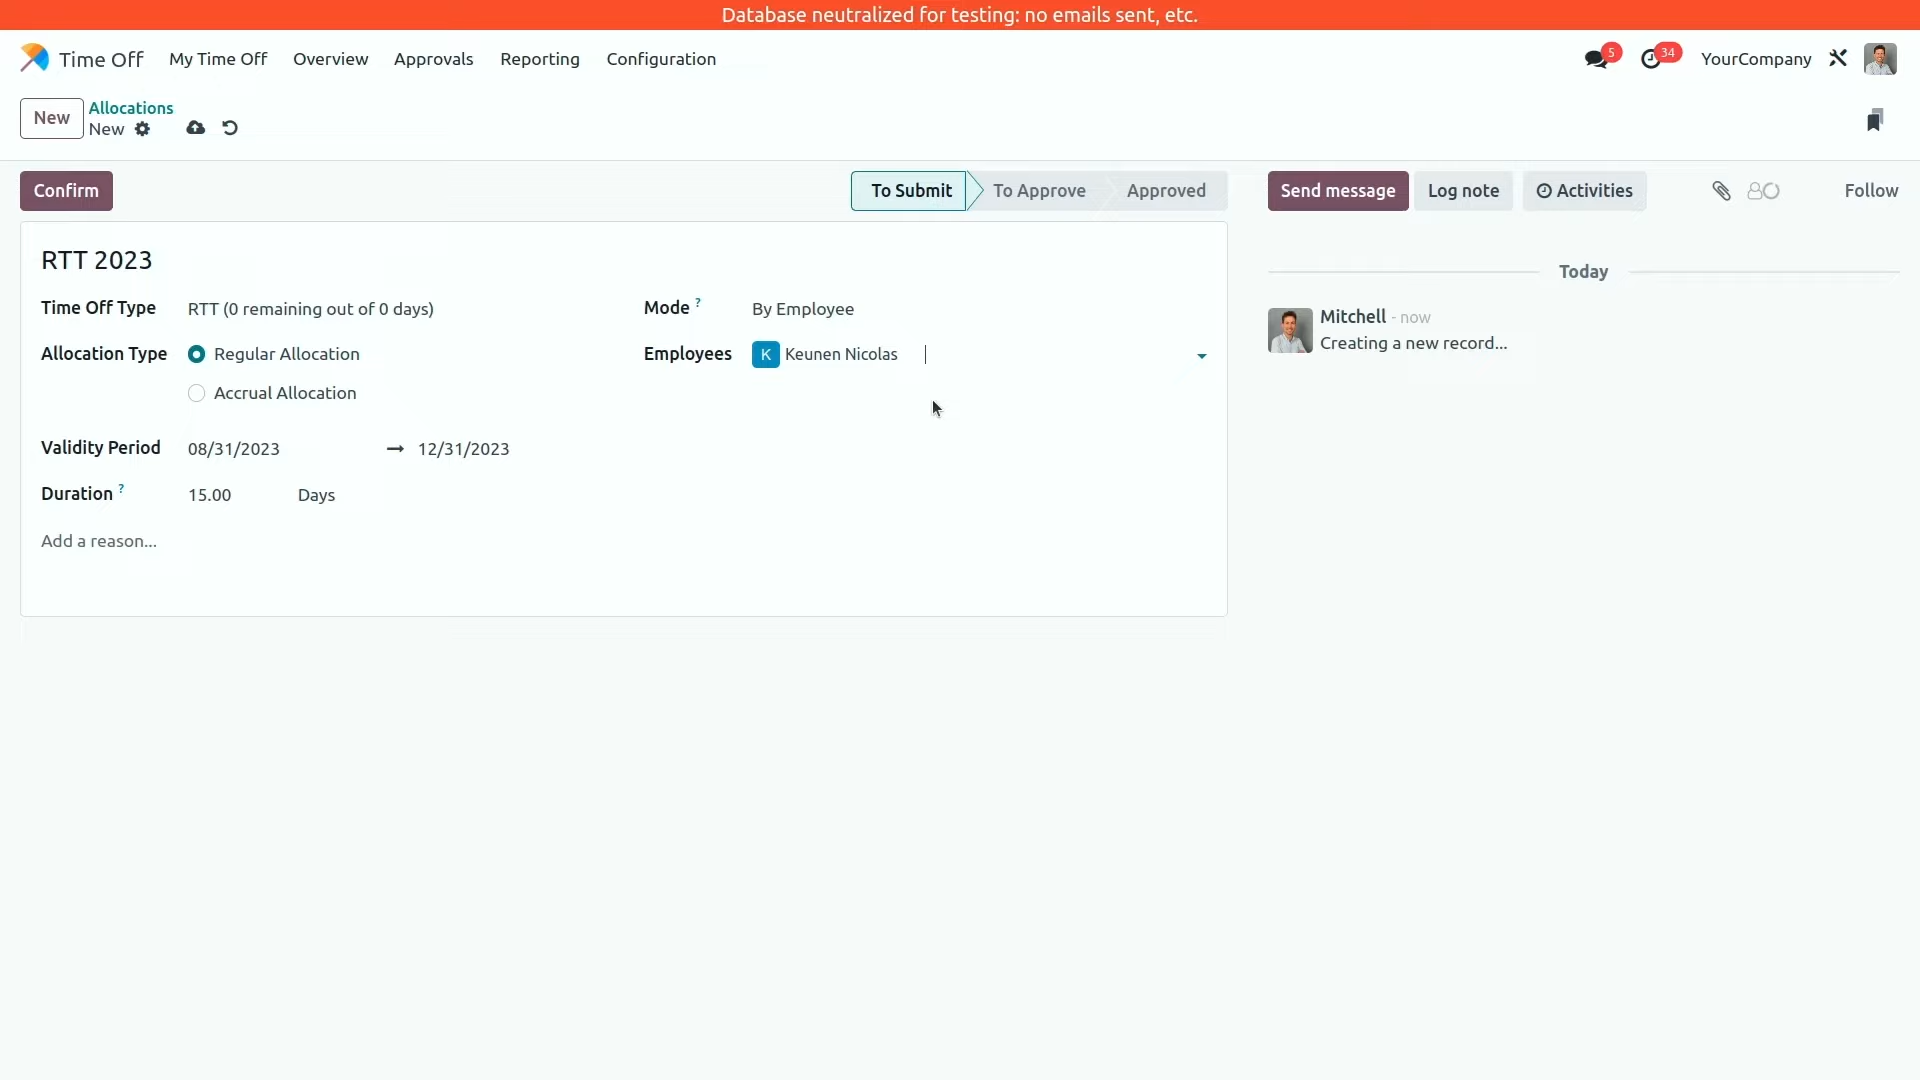 Database neutralized for testing: no emails sent, etc.
Time Off My Time Off Overview Approvals Reporting Configuration 5 34 YourCompany
New Allocations
New
Confirm To Submit To Approve Approved Send message Log note Activities Follow
RTT 2023
Today
Time Off Type RTT (0 remaining out of 0 days) Mode ? By Employee
Mitchell - now
Creating a new record...
Allocation Type Regular Allocation Employees K Keunen Nicolas
Accrual Allocation
Validity Period 08/31/2023 → 12/31/2023
Duration ? 15.00 Days
Add a reason...